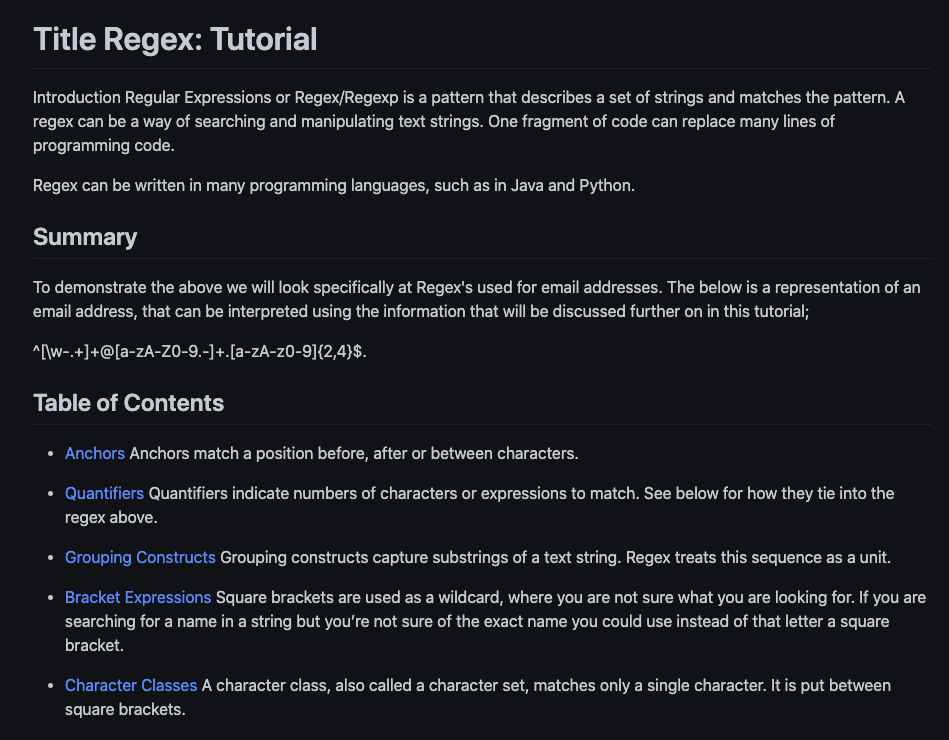 Title Regex: Tutorial
Introduction Regular Expressions or Regex/Regexp is a pattern that describes a set of strings and matches the pattern. A
regex can be a way of searching and manipulating text strings. One fragment of code can replace many lines of
programming code.
Regex can be written in many programming languages, such as in Java and Python.
Summary
To demonstrate the above we will look specifically at Regex's used for email addresses. The below is a representation of an
email address, that can be interpreted using the information that will be discussed further on in this tutorial;
^[\w-.+]+@[a-zA-Z0-9.-]+.[a-zA-z0-9]{2,4}$.
Table of Contents
• Anchors Anchors match a position before, after or between characters.
• Quantifiers Quantifiers indicate numbers of characters or expressions to match. See below for how they tie into the
regex above.
• Grouping Constructs Grouping constructs capture substrings of a text string. Regex treats this sequence as a unit.
• Bracket Expressions Square brackets are used as a wildcard, where you are not sure what you are looking for. If you are
searching for a name in a string but you’re not sure of the exact name you could use instead of that letter a square
bracket.
• Character Classes A character class, also called a character set, matches only a single character. It is put between
square brackets.